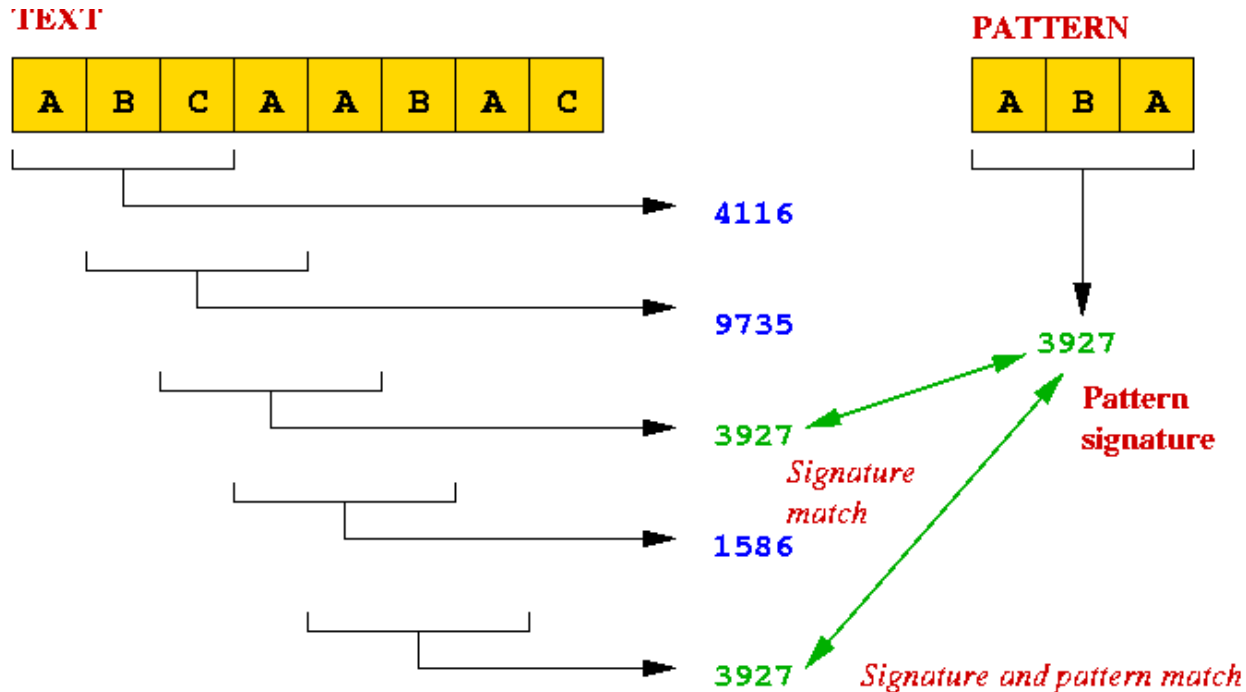 TEXT
PATTERN
A B C A A B A C
A B A
4116
9735
3927
3927
Pattern
signature
Signature
match
1586
3927
Signature and pattern match